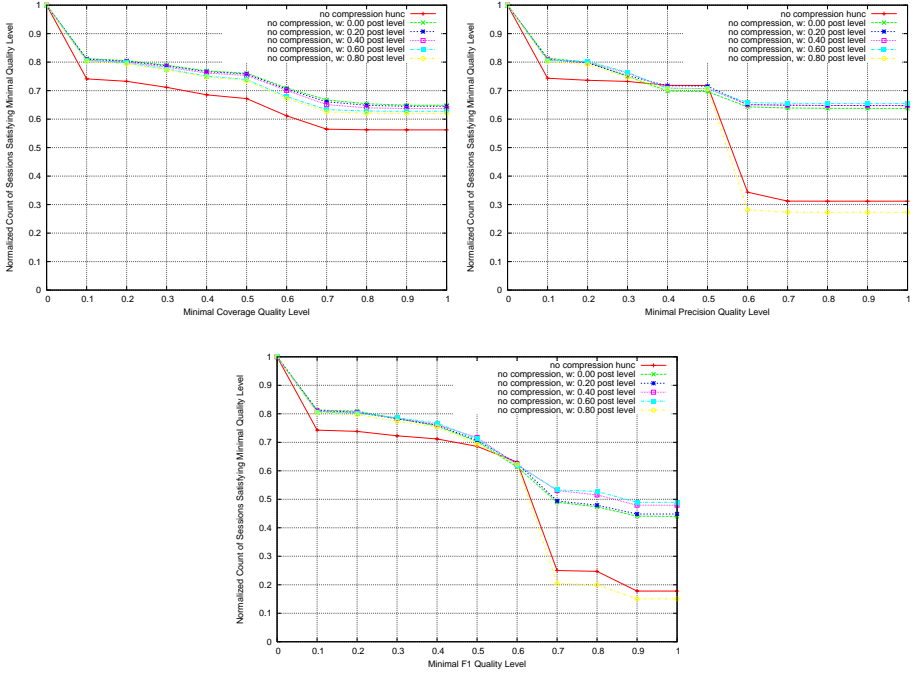 Normalized Count of Sessions Satisfying Minimal Quality Level
1
0.9
0.8
0.7
0.6
0.5
0.4
0.3
0.2
0.1
0
0 0.1 0.2 0.3 0.4 0.5 0.6 0.7 0.8 0.9 1
Minimal Coverage Quality Level
no compression hunc
no compression, w: 0.00 post level
no compression, w: 0.20 post level
no compression, w: 0.40 post level
no compression, w: 0.60 post level
no compression, w: 0.80 post level
Normalized Count of Sessions Satisfying Minimal Quality Level
1
0.9
0.8
0.7
0.6
0.5
0.4
0.3
0.2
0.1
0
0 0.1 0.2 0.3 0.4 0.5 0.6 0.7 0.8 0.9 1
Minimal Precision Quality Level
no compression hunc
no compression, w: 0.00 post level
no compression, w: 0.20 post level
no compression, w: 0.40 post level
no compression, w: 0.60 post level
no compression, w: 0.80 post level
Normalized Count of Sessions Satisfying Minimal Quality Level
1
0.9
0.8
0.7
0.6
0.5
0.4
0.3
0.2
0.1
0
0 0.1 0.2 0.3 0.4 0.5 0.6 0.7 0.8 0.9 1
Minimal F1 Quality Level
no compression hunc
no compression, w: 0.00 post level
no compression, w: 0.20 post level
no compression, w: 0.40 post level
no compression, w: 0.60 post level
no compression, w: 0.80 post level